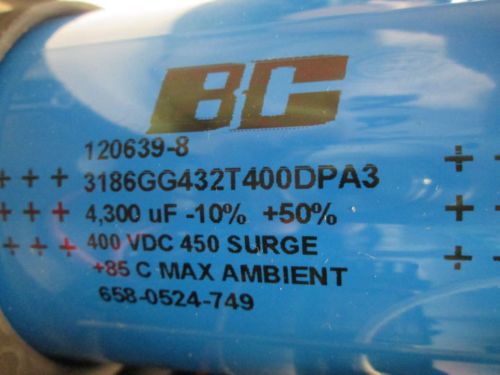 BC
120639-8
+ + + 3186GG432T400DPA3 +
+++ 4,300 uF -10% +50% +
+++ 400 VDC 450 SURGE +
+85 C MAX AMBIENT
658-0524-749